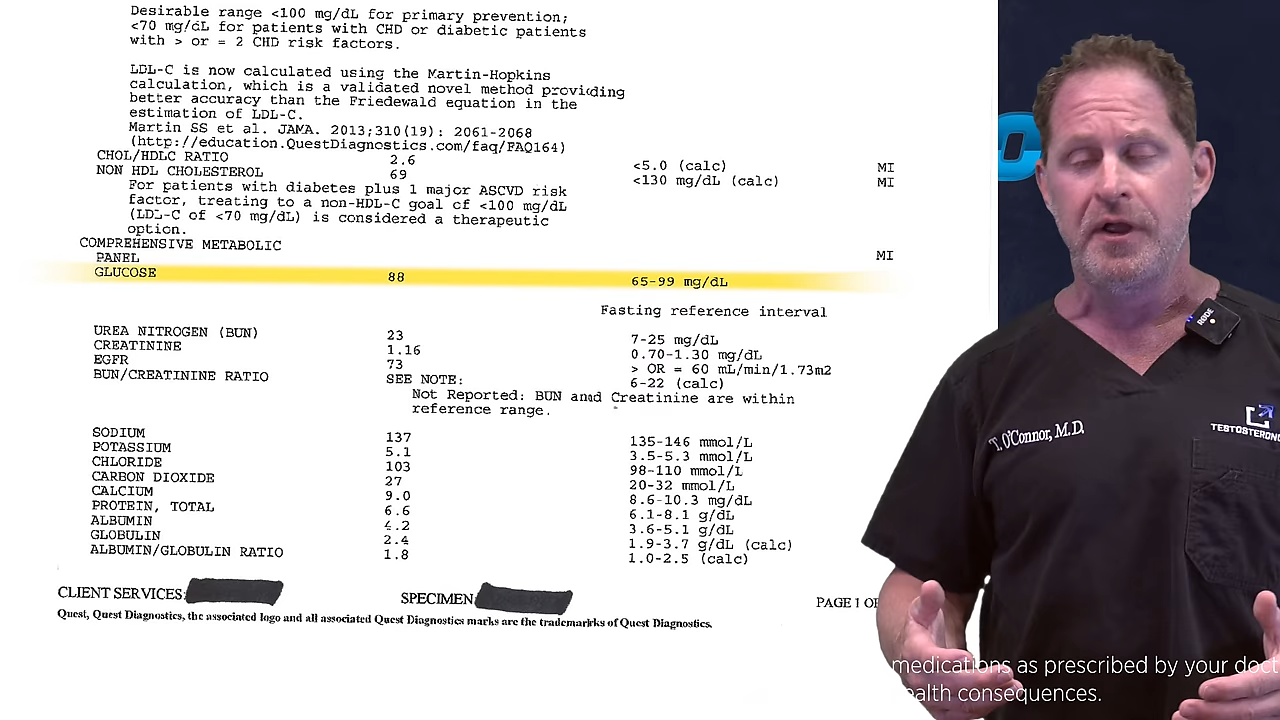 Desirable range <100 mg/dL for primary prevention;
<70 mg/dL for patients with CHD or diabetic patients
with > or = 2 CHD risk factors.
LDL-C is now calculated using the Martin-Hopkins
calculation, which is a validated novel method providing
better accuracy than the Friedewald equation in the
estimation of LDL-C.
Martin SS et al. JAMA. 2013;310(19): 2061-2068
(http://education.QuestDiagnostics.com/faq/FAQ164)
CHOL/HDLC RATIO 2.6 <5.0 (calc) MI
NON HDL CHOLESTEROL 69 <130 mg/dL (calc) MI
For patients with diabetes plus 1 major ASCVD risk
factor, treating to a non-HDL-C goal of <100 mg/dL
(LDL-C of <70 mg/dL) is considered a therapeutic
option.
COMPREHENSIVE METABOLIC
PANEL MI
GLUCOSE 88 65-99 mg/dL
Fasting reference interval
UREA NITROGEN (BUN) 23 7-25 mg/dL
CREATININE 1.16 0.70-1.30 mg/dL
EGFR 73 > OR = 60 mL/min/1.73m2
BUN/CREATININE RATIO SEE NOTE: 6-22 (calc)
Not Reported: BUN and Creatinine are within
reference range.
SODIUM 137 135-146 mmol/L
POTASSIUM 5.1 3.5-5.3 mmol/L
CHLORIDE 103 98-110 mmol/L
CARBON DIOXIDE 27 20-32 mmol/L
CALCIUM 9.0 8.6-10.3 mg/dL
PROTEIN, TOTAL 6.6 6.1-8.1 g/dL
ALBUMIN 4.2 3.6-5.1 g/dL
GLOBULIN 2.4 1.9-3.7 g/dL (calc)
ALBUMIN/GLOBULIN RATIO 1.8 1.0-2.5 (calc)
CLIENT SERVICES: SPECIMEN PAGE 1 OF
Quest, Quest Diagnostics, the associated logo and all associated Quest Diagnostics marks are the trademarks of Quest Diagnostics.
RODE
T. O'Connor, M.D.
TESTOSTERON
medications as prescribed by your doct
ealth consequences.